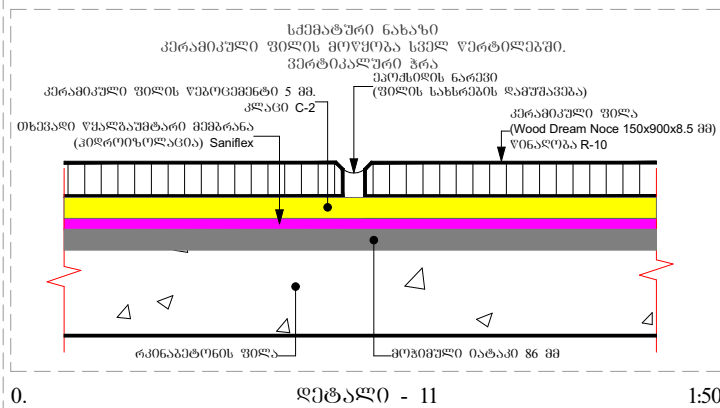 სქემატური ნახაზი
კერამიკული ფილის მოწყობა სველ წერტილებში.
ვერტიკალური ჭრა
ეპოქსიდის ნარევი
(ფილის სახსრების დამუშავება)
კერამიკული ფილის წებოცემენტი 5 მმ.
კლაცი C-2
თხევადი წყალგაუმტარი მემბრანა
(ჰიდროიზოლაცია) Saniflex
კერამიკული ფილა
(Wood Dream Noce 150x900x8.5 მმ)
წინაღობა R-10
რკინაბეტონის ფილა
მოჭიმული იატაკი 86 მმ
0.
დეტალი - 11
1:50